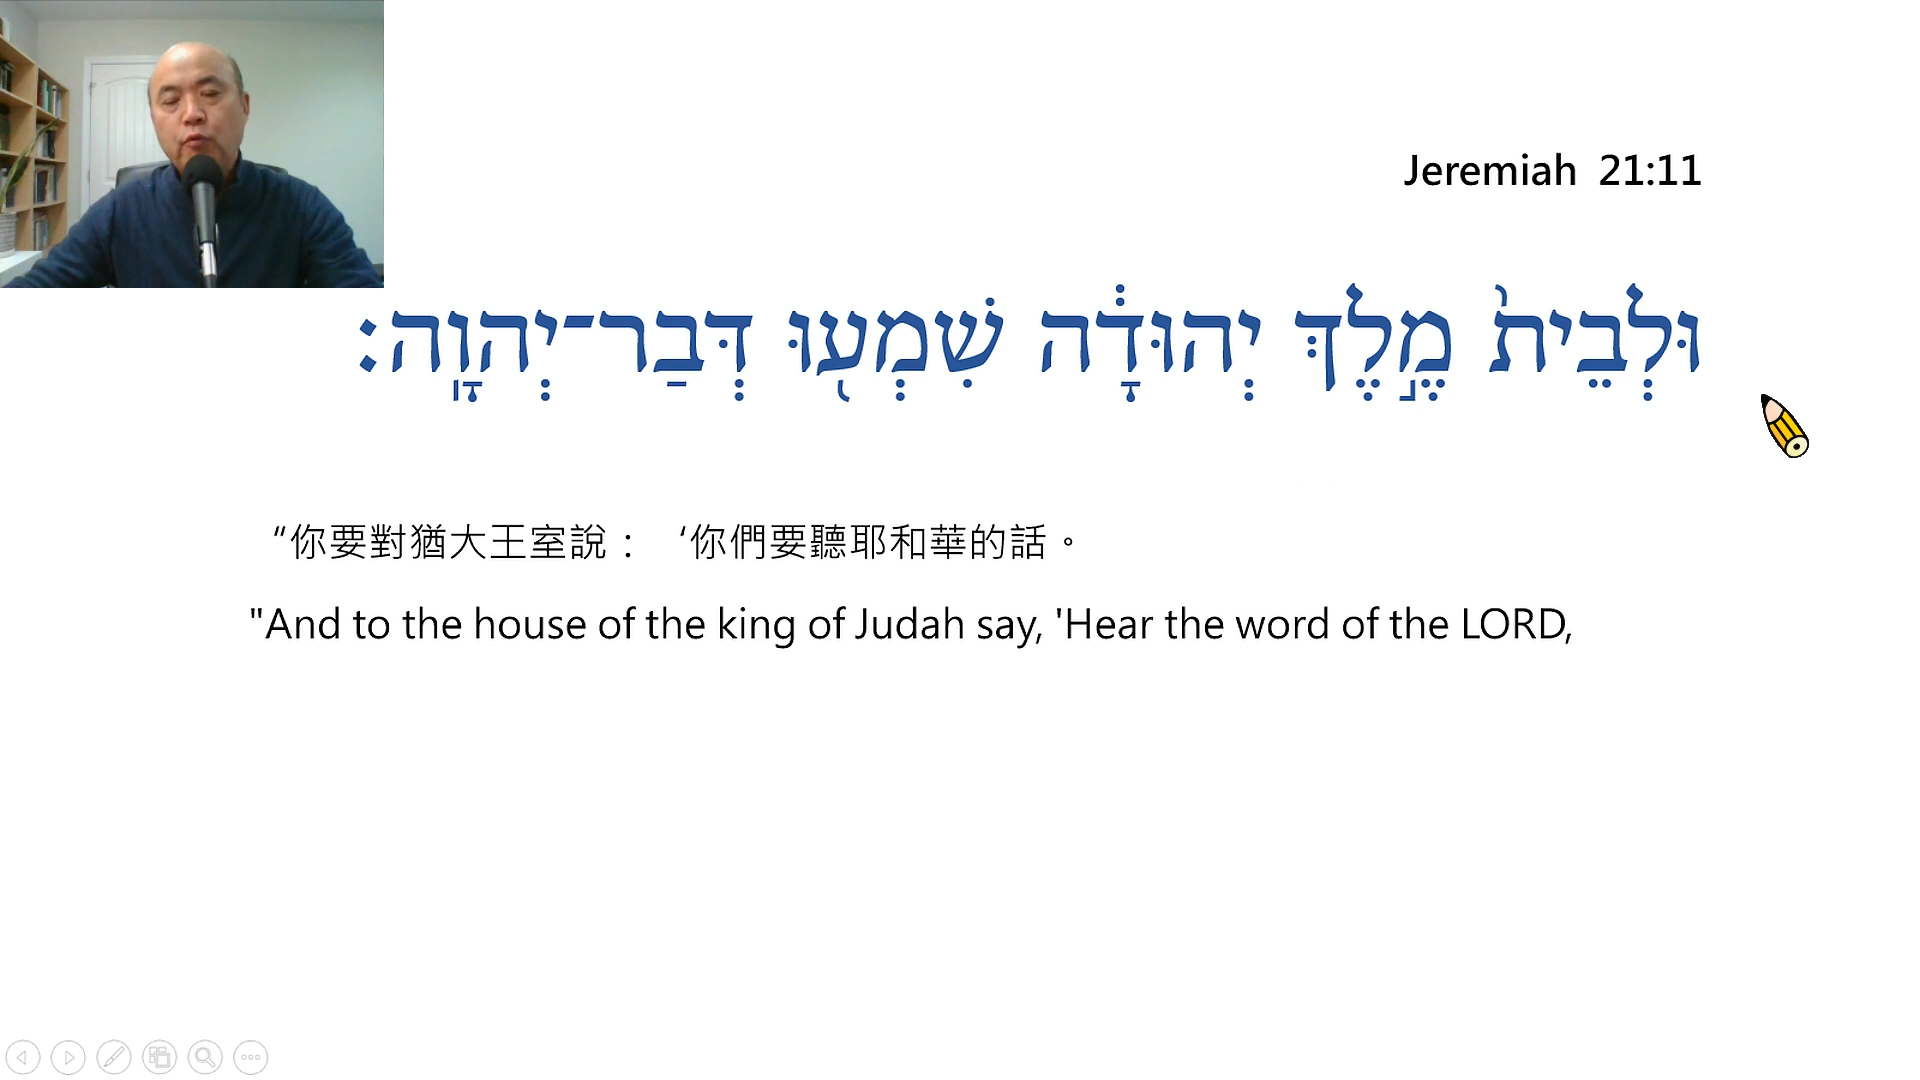 Jeremiah 21:11
וּלְבֵית֙ מֶ֣לֶךְ יְהוּדָ֔ה שִׁמְע֖וּ דְּבַר־יְהוָֽה׃
“你要對猶大王室說： ‘你們要聽耶和華的話。
"And to the house of the king of Judah say, 'Hear the word of the LORD,